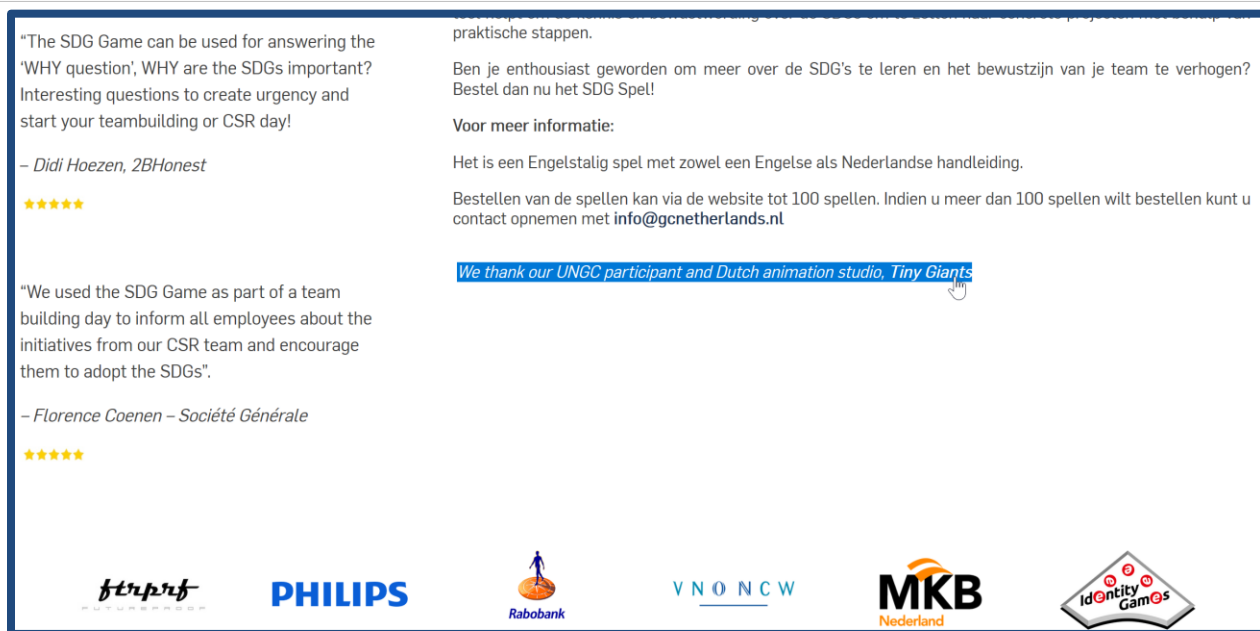 “The SDG Game can be used for answering the
‘WHY question’, WHY are the SDGs important?
Interesting questions to create urgency and
start your teambuilding or CSR day!
– Didi Hoezen, 2BHonest
“We used the SDG Game as part of a team
building day to inform all employees about the
initiatives from our CSR team and encourage
them to adopt the SDGs”.
– Florence Coenen – Société Générale
praktische stappen.
Ben je enthousiast geworden om meer over de SDG’s te leren en het bewustzijn van je team te verhogen?
Bestel dan nu het SDG Spel!
Voor meer informatie:
Het is een Engelstalig spel met zowel een Engelse als Nederlandse handleiding.
Bestellen van de spellen kan via de website tot 100 spellen. Indien u meer dan 100 spellen wilt bestellen kunt u
contact opnemen met info@gcnetherlands.nl
We thank our UNGC participant and Dutch animation studio, Tiny Giants
ftrprf
FUTUREPROOF
PHILIPS
Rabobank
VNONCW
MKB
Nederland
Identity
Games